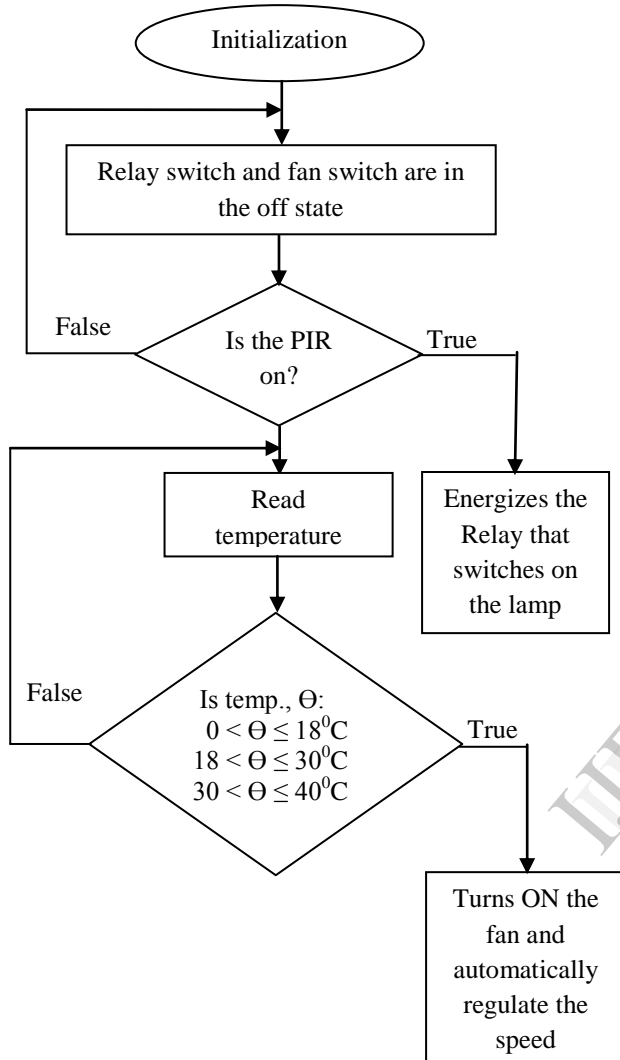 Initialization
Relay switch and fan switch are in
the off state
False
True
Is the PIR
on?
Read
temperature
Energizes the
Relay that
switches on
the lamp
False
True
Is temp., Ɵ:
0 < Ɵ ≤ 18⁰C
18 < Ɵ ≤ 30⁰C
30 < Ɵ ≤ 40⁰C
Turns ON the
fan and
automatically
regulate the
speed